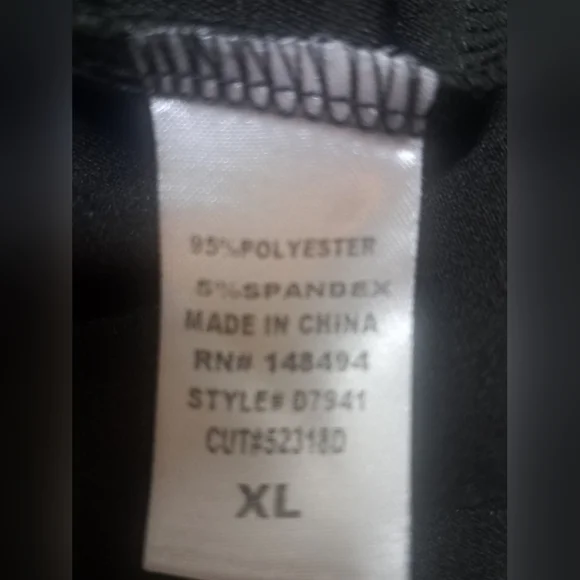 95%POLYESTER
5%SPANDEX
MADE IN CHINA
RN# 148494
STYLE# D7941
CUT#52318D
XL